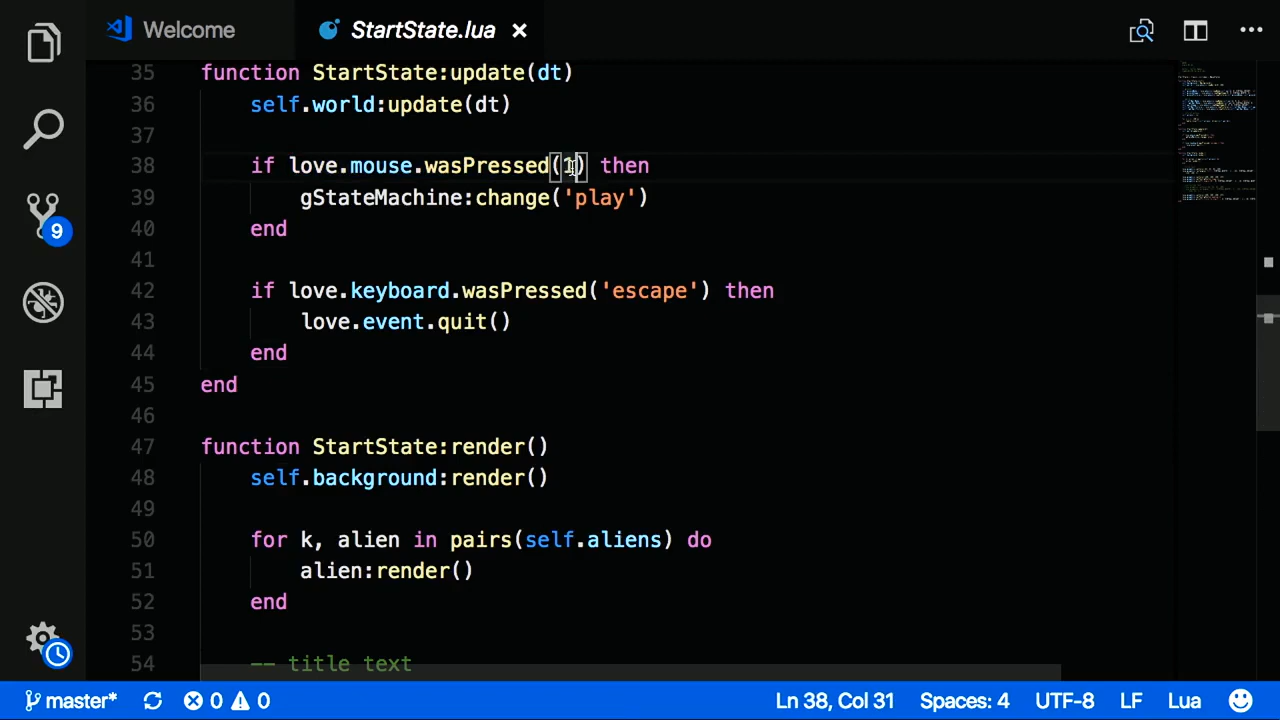 Welcome
StartState.lua ×
35 function StartState:update(dt)
36 self.world:update(dt)
37
38 if love.mouse.wasPressed(1) then
39 gStateMachine:change('play')
40 end
41
42 if love.keyboard.wasPressed('escape') then
43 love.event.quit()
44 end
45 end
46
47 function StartState:render()
48 self.background:render()
49
50 for k, alien in pairs(self.aliens) do
51 alien:render()
52 end
53
54 -- title text
9
master* 0 0 Ln 38, Col 31 Spaces: 4 UTF-8 LF Lua